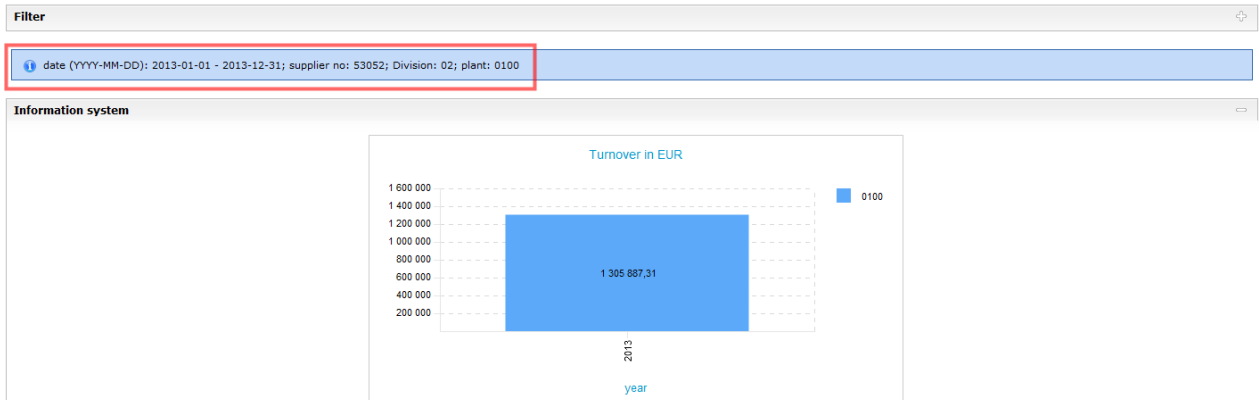 Filter
date (YYYY-MM-DD): 2013-01-01 - 2013-12-31; supplier no: 53052; Division: 02; plant: 0100
Information system
Turnover in EUR
1 600 000
1 400 000
1 200 000
1 000 000
800 000
600 000
400 000
200 000
0100
1 305 887,31
2013
year